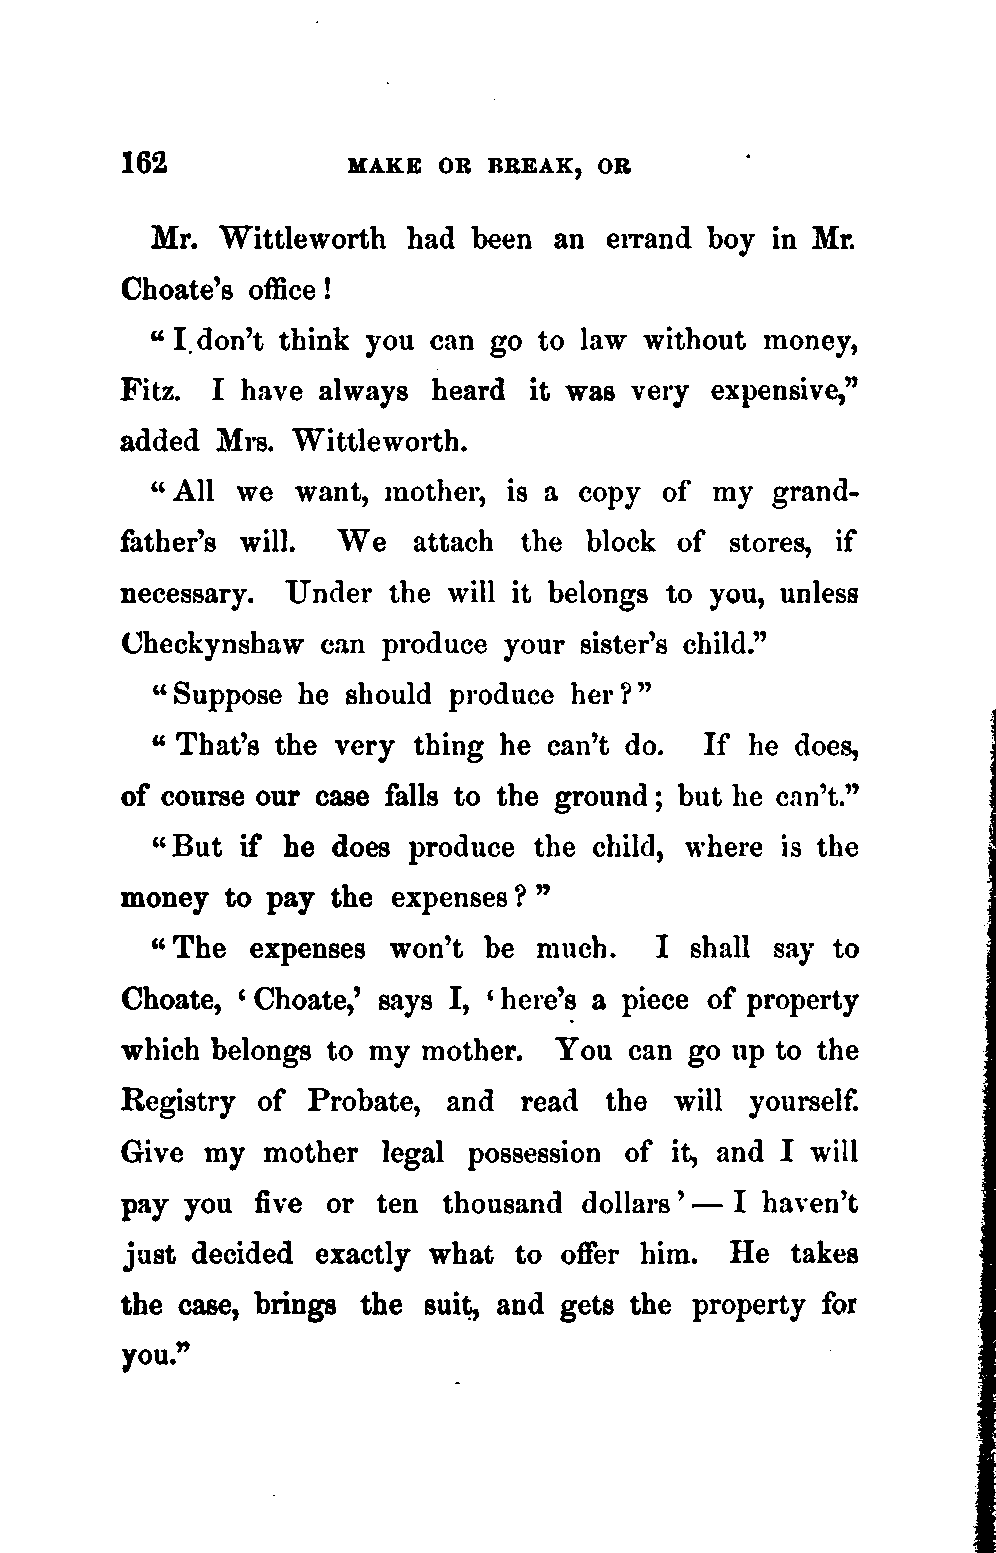 162 MAKE OR BREAK, OR
Mr. Wittleworth had been an errand boy in Mr.
Choate's office!
"I don't think you can go to law without money,
Fitz. I have always heard it was very expensive,"
added Mrs. Wittleworth.
"All we want, mother, is a copy of my grand-
father's will. We attach the block of stores, if
necessary. Under the will it belongs to you, unless
Checkynshaw can produce your sister's child."
"Suppose he should produce her?"
"That's the very thing he can't do. If he does,
of course our case falls to the ground; but he can't."
"But if he does produce the child, where is the
money to pay the expenses?"
"The expenses won't be much. I shall say to
Choate, 'Choate,' says I, 'here's a piece of property
which belongs to my mother. You can go up to the
Registry of Probate, and read the will yourself.
Give my mother legal possession of it, and I will
pay you five or ten thousand dollars'—I haven't
just decided exactly what to offer him. He takes
the case, brings the suit, and gets the property for
you."